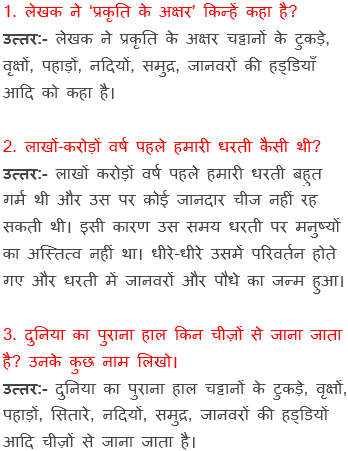 1. लेखक ने ‘प्रकृति के अक्षर’ किन्हें कहा है?
उत्तर:- लेखक ने प्रकृति के अक्षर चट्टानों के टुकड़े,
वृक्षों, पहाड़ों, नदियों, समुद्र, जानवरों की हड्डियाँ
आदि को कहा है।
2. लाखों-करोड़ों वर्ष पहले हमारी धरती कैसी थी?
उत्तर:- लाखों करोड़ों वर्ष पहले हमारी धरती बहुत
गर्म थी और उस पर कोई जानदार चीज नहीं रह
सकती थी। इसी कारण उस समय धरती पर मनुष्यों
का अस्तित्व नहीं था। धीरे-धीरे उसमें परिवर्तन होते
गए और धरती में जानवरों और पौधे का जन्म हुआ।
3. दुनिया का पुराना हाल किन चीज़ों से जाना जाता
है? उनके कुछ नाम लिखो।
उत्तर:- दुनिया का पुराना हाल चट्टानों के टुकड़े, वृक्षों,
पहाड़ों, सितारे, नदियों, समुद्र, जानवरों की हड्डियों
आदि चीज़ों से जाना जाता है।